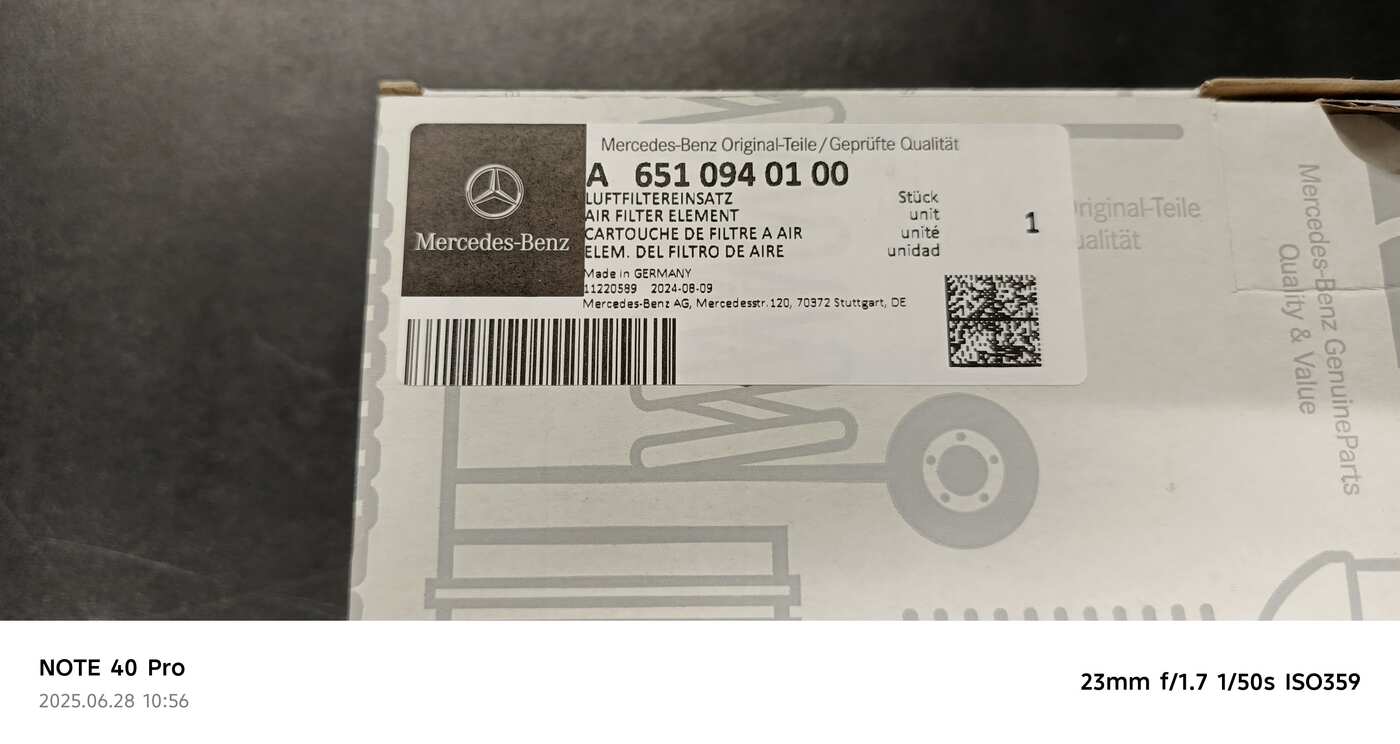 Mercedes-Benz Original-Teile/Geprüfte Qualität
A 651 094 01 00
LUFTFILTEREINSATZ Stück
AIR FILTER ELEMENT unit
CARTOUCHE DE FILTRE A AIR unité
ELEM. DEL FILTRO DE AIRE unidad
1
Made in GERMANY
11220589 2024-08-09
Mercedes-Benz AG, Mercedesstr.120, 70372 Stuttgart, DE
Mercedes-Benz
riginal-Teile
ualität
Mercedes-Benz GenuineParts
Quality & Value
NOTE 40 Pro
2025.06.28 10:56
23mm f/1.7 1/50s ISO359